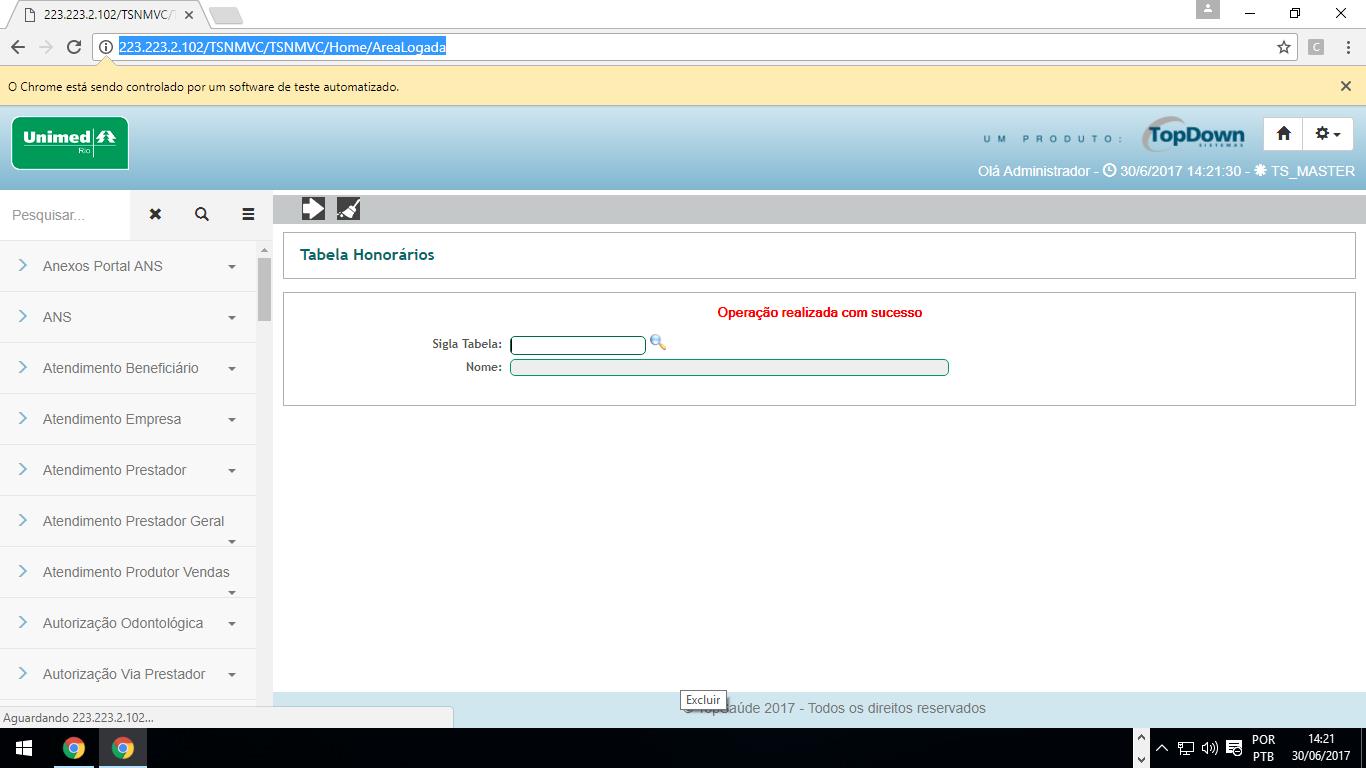 223.223.2.102/TSNMVC/T
223.223.2.102/TSNMVC/TSNMVC/Home/AreaLogada
C
O Chrome está sendo controlado por um software de teste automatizado.
Unimed
Rio
UM PRODUTO:
TopDown
SISTEMAS
Olá Administrador - 30/6/2017 14:21:30 - TS_MASTER
Pesquisar...
Tabela Honorários
Operação realizada com sucesso
Sigla Tabela:
Nome:
Anexos Portal ANS
ANS
Atendimento Beneficiário
Atendimento Empresa
Atendimento Prestador
Atendimento Prestador Geral
Atendimento Produtor Vendas
Autorização Odontológica
Autorização Via Prestador
Excluir
© TopSaúde 2017 - Todos os direitos reservados
Aguardando 223.223.2.102...
POR
PTB
14:21
30/06/2017